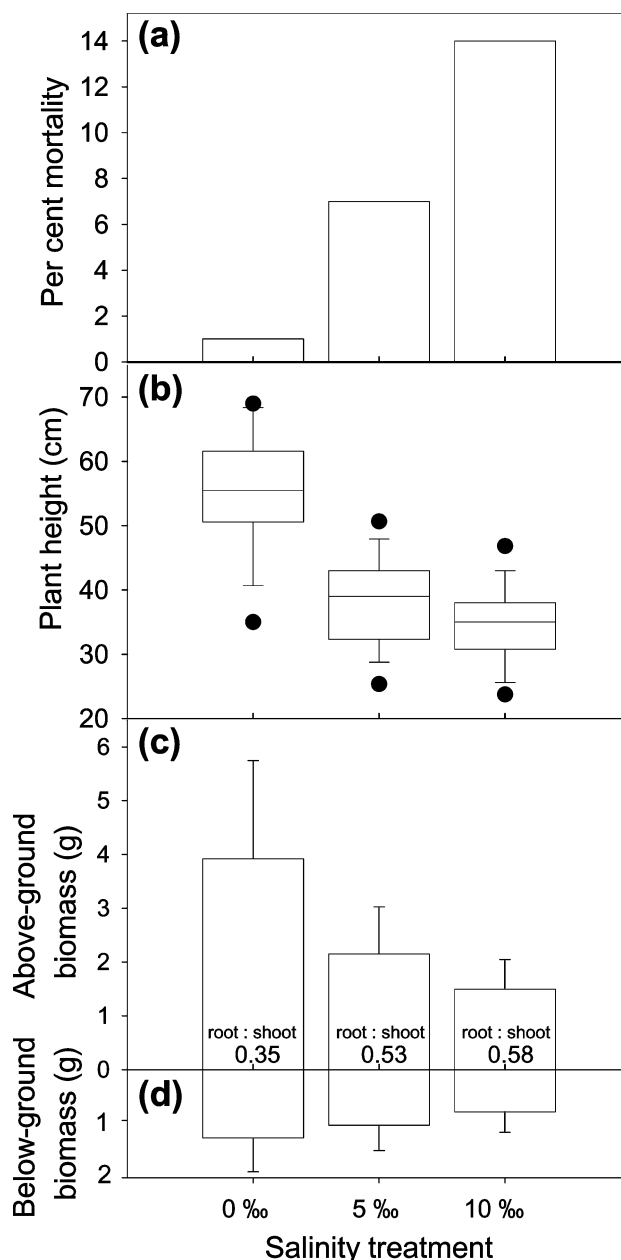 (a)
Per cent mortality
14
12
10
8
6
4
2
0
(b)
Plant height (cm)
70
60
50
40
30
20
(c)
Above-ground
biomass (g)
6
5
4
3
2
1
0
root : shoot
0.35
root : shoot
0.53
root : shoot
0.58
(d)
Below-ground
biomass (g)
1
2
0 ‰
5 ‰
10 ‰
Salinity treatment